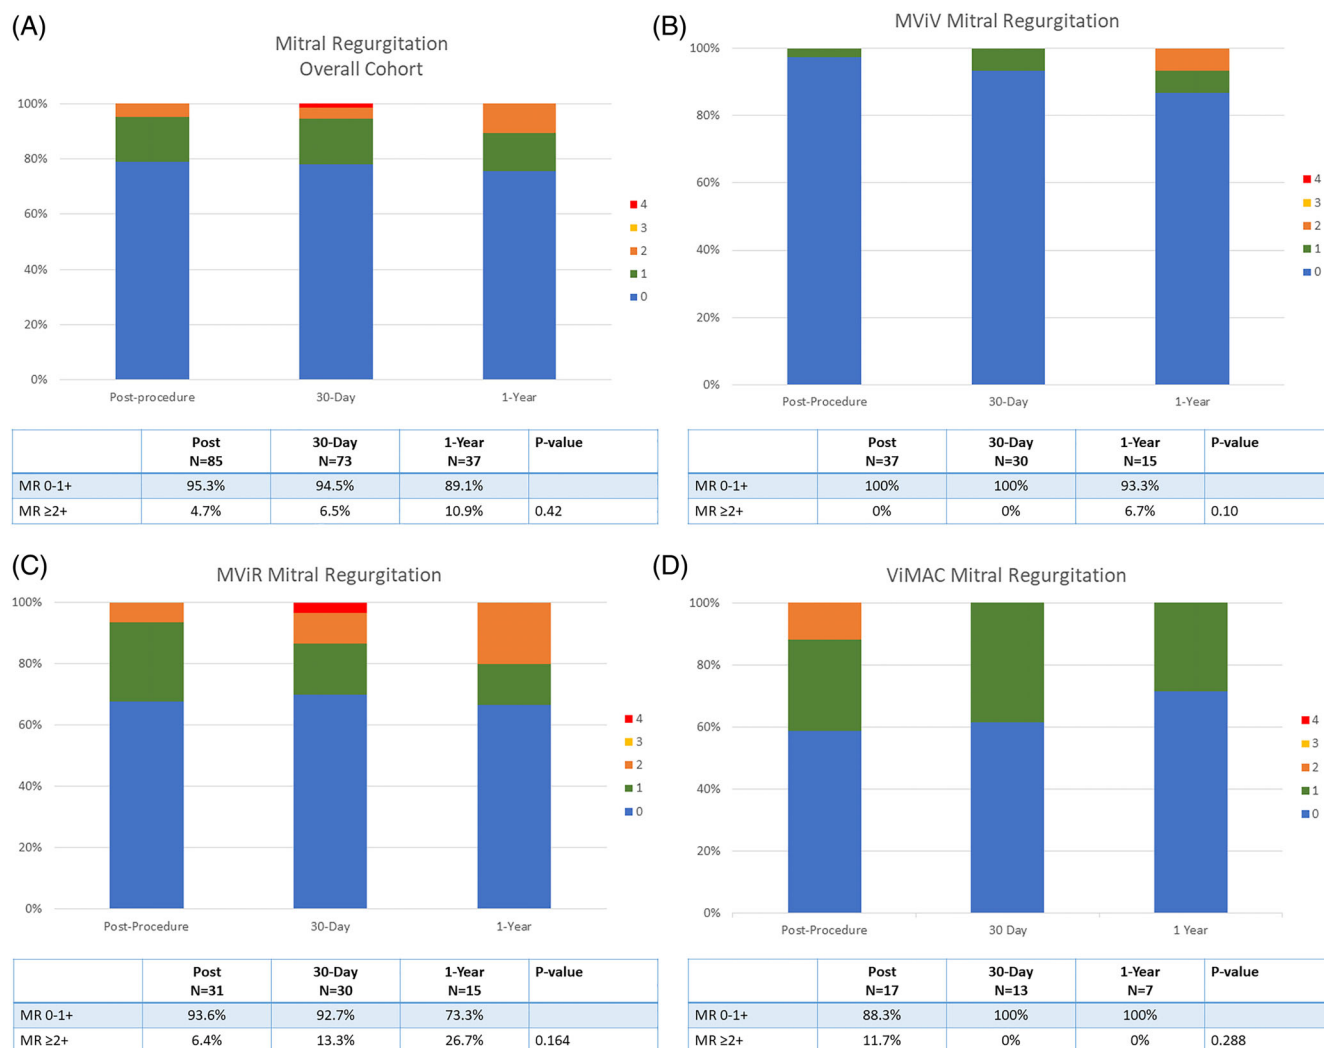 (A)
Mitral Regurgitation
Overall Cohort
100%
80%
60%
40%
20%
0%
Post-procedure 30-Day 1-Year
4
3
2
1
0
Post 30-Day 1-Year P-value
N=85 N=73 N=37
MR 0-1+ 95.3% 94.5% 89.1%
MR ≥2+ 4.7% 6.5% 10.9% 0.42
(B)
MViV Mitral Regurgitation
100%
80%
60%
40%
20%
0%
Post-Procedure 30-Day 1-Year
4
3
2
1
0
Post 30-Day 1-Year P-value
N=37 N=30 N=15
MR 0-1+ 100% 100% 93.3%
MR ≥2+ 0% 0% 6.7% 0.10
(C)
MViR Mitral Regurgitation
100%
80%
60%
40%
20%
0%
Post-Procedure 30-Day 1-Year
4
3
2
1
0
Post 30-Day 1-Year P-value
N=31 N=30 N=15
MR 0-1+ 93.6% 92.7% 73.3%
MR ≥2+ 6.4% 13.3% 26.7% 0.164
(D)
ViMAC Mitral Regurgitation
100%
80%
60%
40%
20%
0%
Post-Procedure 30 Day 1 Year
4
3
2
1
0
Post 30-Day 1-Year P-value
N=17 N=13 N=7
MR 0-1+ 88.3% 100% 100%
MR ≥2+ 11.7% 0% 0% 0.288